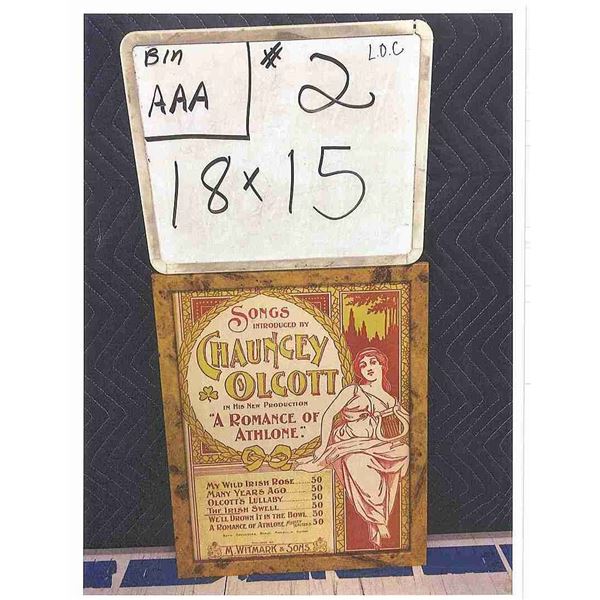 Bin
AAA
# 2
L.O.C
18 x 15
SONGS
INTRODUCED BY
CHAUNCEY
OLCOTT
IN HIS NEW PRODUCTION
"A ROMANCE OF
ATHLONE."
MY WILD IRISH ROSE 50
MANY YEARS AGO 50
OLCOTT'S LULLABY 50
THE IRISH SWELL 50
WE'LL DROWN IT IN THE BOWL 50
A ROMANCE OF ATHLONE 50
M. WITMARK & SONS